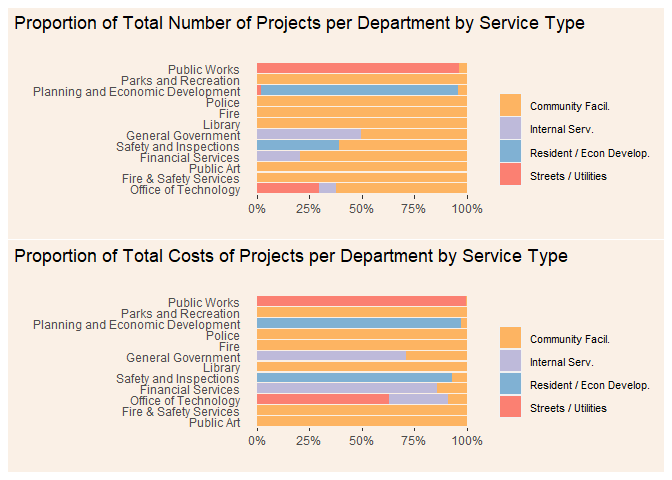 Proportion of Total Number of Projects per Department by Service Type
Public Works
Parks and Recreation
Planning and Economic Development
Police
Fire
Library
General Government
Safety and Inspections
Financial Services
Public Art
Fire & Safety Services
Office of Technology
0% 25% 50% 75% 100%
Community Facil.
Internal Serv.
Resident / Econ Develop.
Streets / Utilities
Proportion of Total Costs of Projects per Department by Service Type
Public Works
Parks and Recreation
Planning and Economic Development
Police
Fire
General Government
Library
Safety and Inspections
Financial Services
Office of Technology
Fire & Safety Services
Public Art
0% 25% 50% 75% 100%
Community Facil.
Internal Serv.
Resident / Econ Develop.
Streets / Utilities